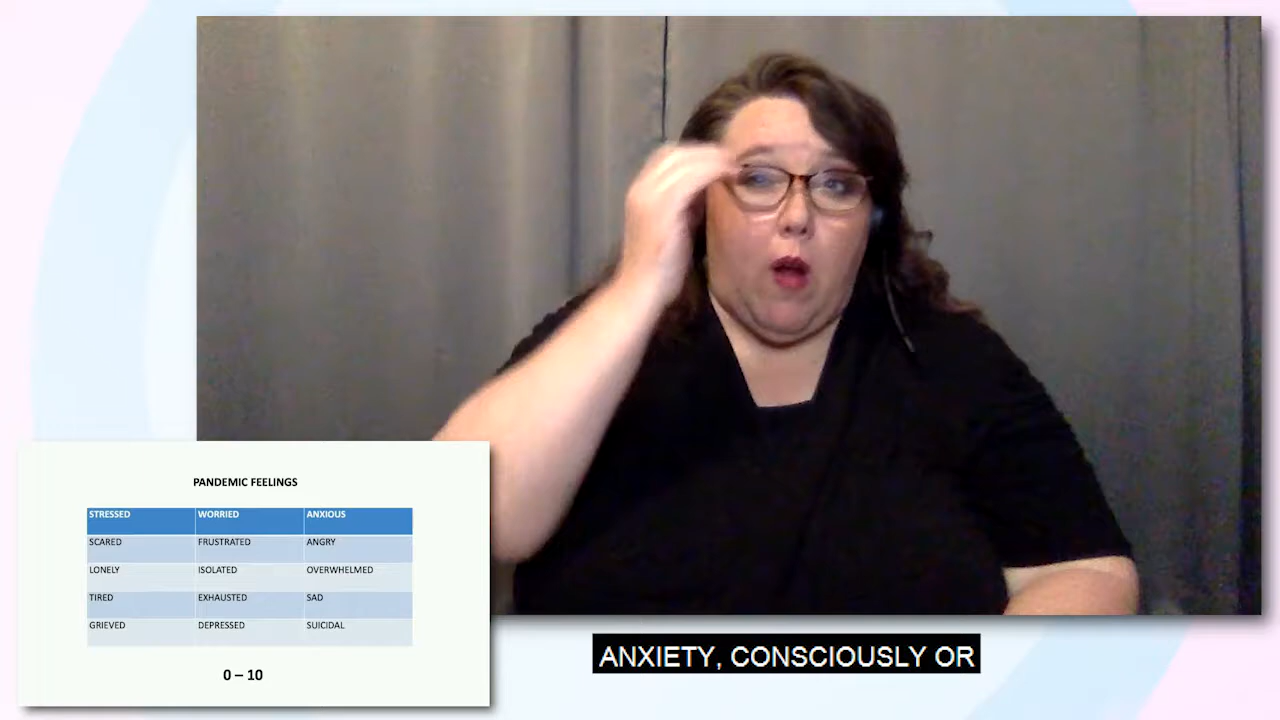 PANDEMIC FEELINGS
STRESSED WORRIED ANXIOUS
SCARED FRUSTRATED ANGRY
LONELY ISOLATED OVERWHELMED
TIRED EXHAUSTED SAD
GRIEVED DEPRESSED SUICIDAL
0 – 10
ANXIETY, CONSCIOUSLY OR